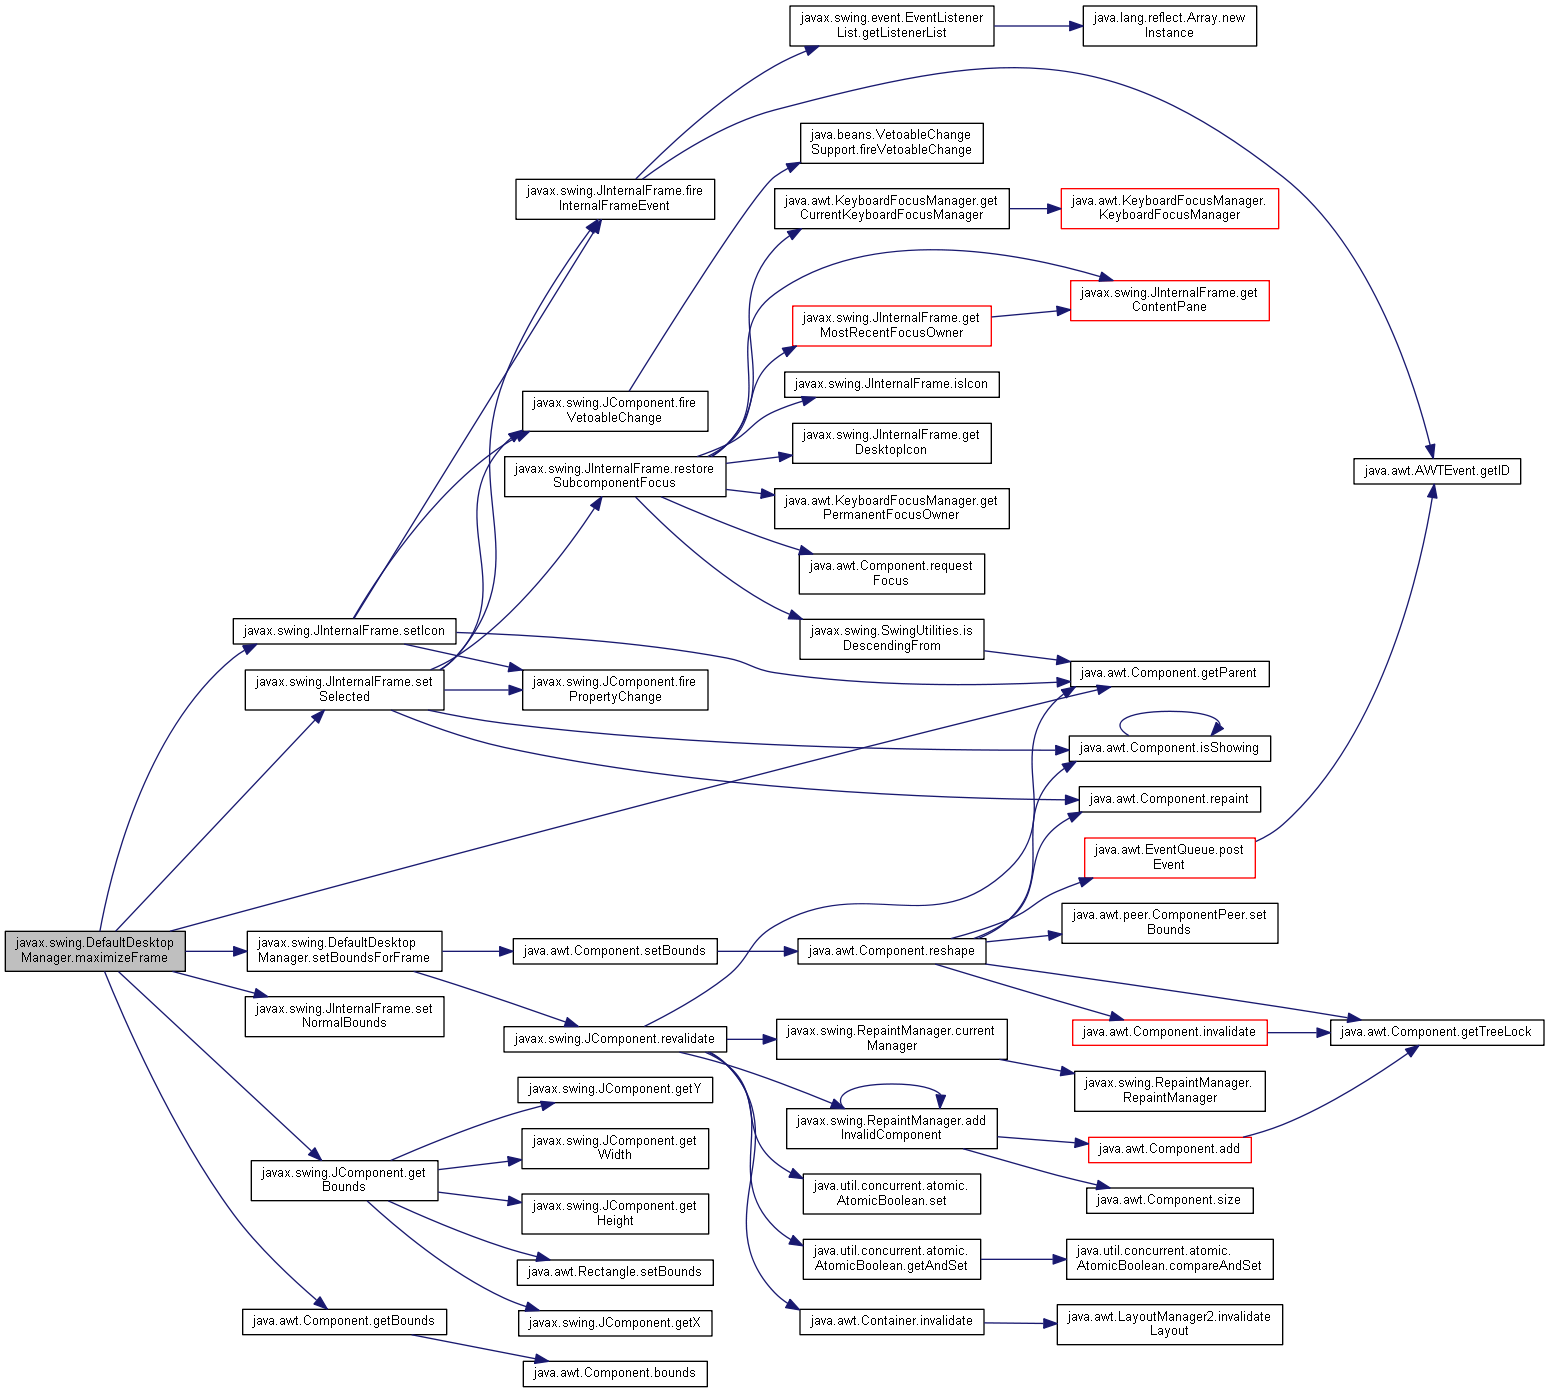 javax.swing.event.EventListener
List.getListenerList
java.lang.reflect.Array.new
Instance
java.beans.VetoableChange
Support.fireVetoableChange
javax.swing.JInternalFrame.fire
InternalFrameEvent
java.awt.KeyboardFocusManager.get
CurrentKeyboardFocusManager
java.awt.KeyboardFocusManager.
KeyboardFocusManager
javax.swing.JInternalFrame.get
ContentPane
javax.swing.JInternalFrame.get
MostRecentFocusOwner
javax.swing.JInternalFrame.isIcon
javax.swing.JComponent.fire
VetoableChange
javax.swing.JInternalFrame.get
DesktopIcon
javax.swing.JInternalFrame.restore
SubcomponentFocus
java.awt.AWTEvent.getID
java.awt.KeyboardFocusManager.get
PermanentFocusOwner
java.awt.Component.request
Focus
javax.swing.JInternalFrame.setIcon
javax.swing.SwingUtilities.is
DescendingFrom
java.awt.Component.getParent
javax.swing.JInternalFrame.set
Selected
javax.swing.JComponent.fire
PropertyChange
java.awt.Component.isShowing
java.awt.Component.repaint
java.awt.EventQueue.post
Event
java.awt.peer.ComponentPeer.set
Bounds
javax.swing.DefaultDesktop
Manager.maximizeFrame
javax.swing.DefaultDesktop
Manager.setBoundsForFrame
java.awt.Component.setBounds
java.awt.Component.reshape
javax.swing.JInternalFrame.set
NormalBounds
javax.swing.JComponent.revalidate
javax.swing.RepaintManager.current
Manager
java.awt.Component.invalidate
java.awt.Component.getTreeLock
javax.swing.RepaintManager.
RepaintManager
javax.swing.JComponent.getY
javax.swing.RepaintManager.add
InvalidComponent
java.awt.Component.add
javax.swing.JComponent.get
Width
javax.swing.JComponent.get
Bounds
java.util.concurrent.atomic.
AtomicBoolean.set
java.awt.Component.size
javax.swing.JComponent.get
Height
java.util.concurrent.atomic.
AtomicBoolean.getAndSet
java.util.concurrent.atomic.
AtomicBoolean.compareAndSet
java.awt.Rectangle.setBounds
java.awt.Component.getBounds
javax.swing.JComponent.getX
java.awt.Container.invalidate
java.awt.LayoutManager2.invalidate
Layout
java.awt.Component.bounds